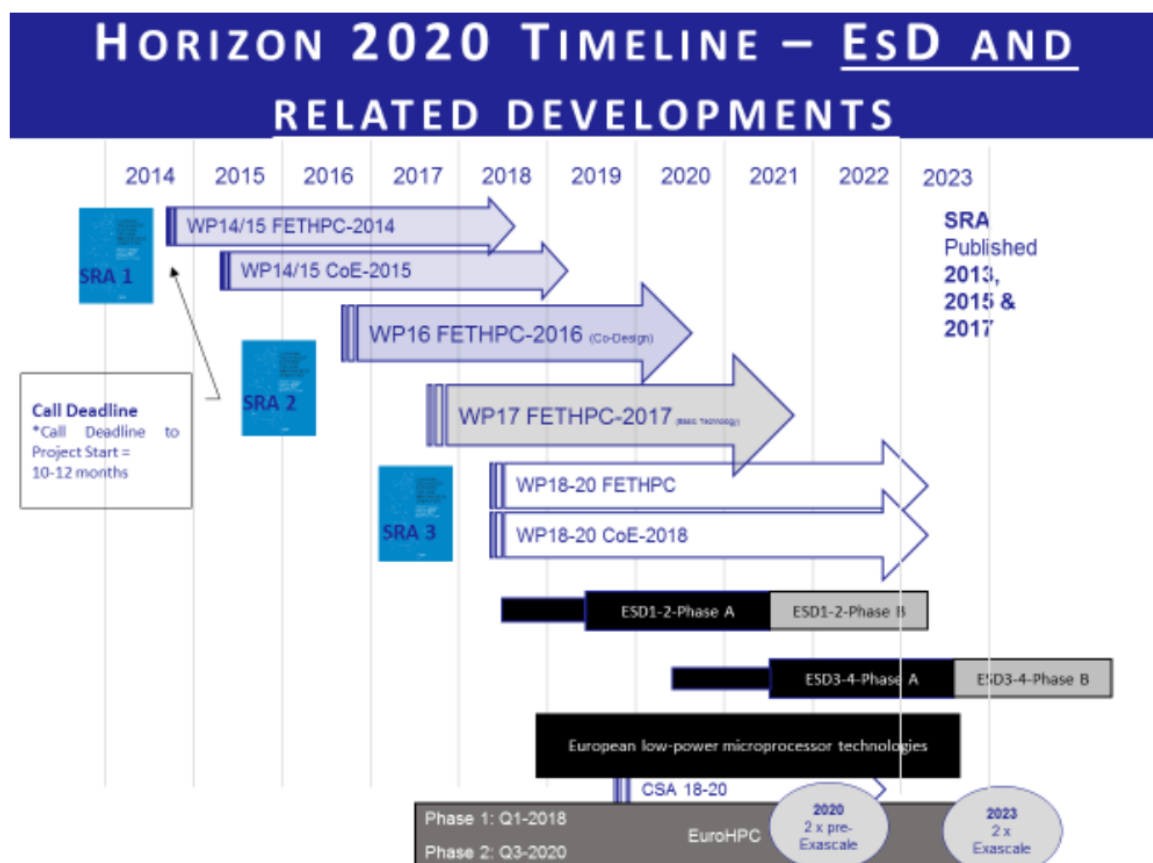 HORIZON 2020 TIMELINE – ESD AND
RELATED DEVELOPMENTS
2014 2015 2016 2017 2018 2019 2020 2021 2022 2023
SRA 1
WP14/15 FETHPC-2014
WP14/15 CoE-2015
SRA
Published
2013,
2015 &
2017
WP16 FETHPC-2016 (Co-Design)
SRA 2
Call Deadline
*Call Deadline to
Project Start =
10-12 months
WP17 FETHPC-2017
SRA 3
WP18-20 FETHPC
WP18-20 CoE-2018
ESD1-2-Phase A ESD1-2-Phase B
ESD3-4-Phase A ESD3-4-Phase B
European low-power microprocessor technologies
CSA 18-20
Phase 1: Q1-2018
Phase 2: Q3-2020
EuroHPC
2020
2 x pre-
Exascale
2023
2 x
Exascale